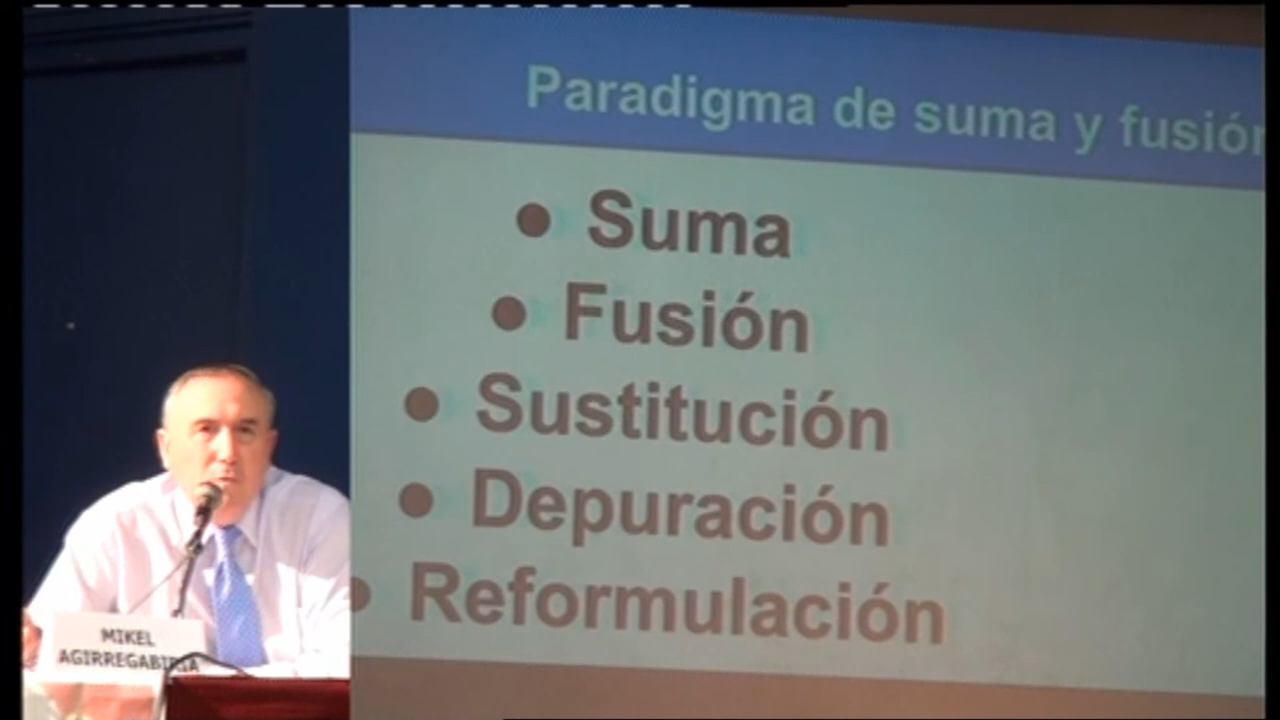 Paradigma de suma y fusión
● Suma
● Fusión
● Sustitución
● Depuración
● Reformulación
MIKEL
AGIRREGABIRIA